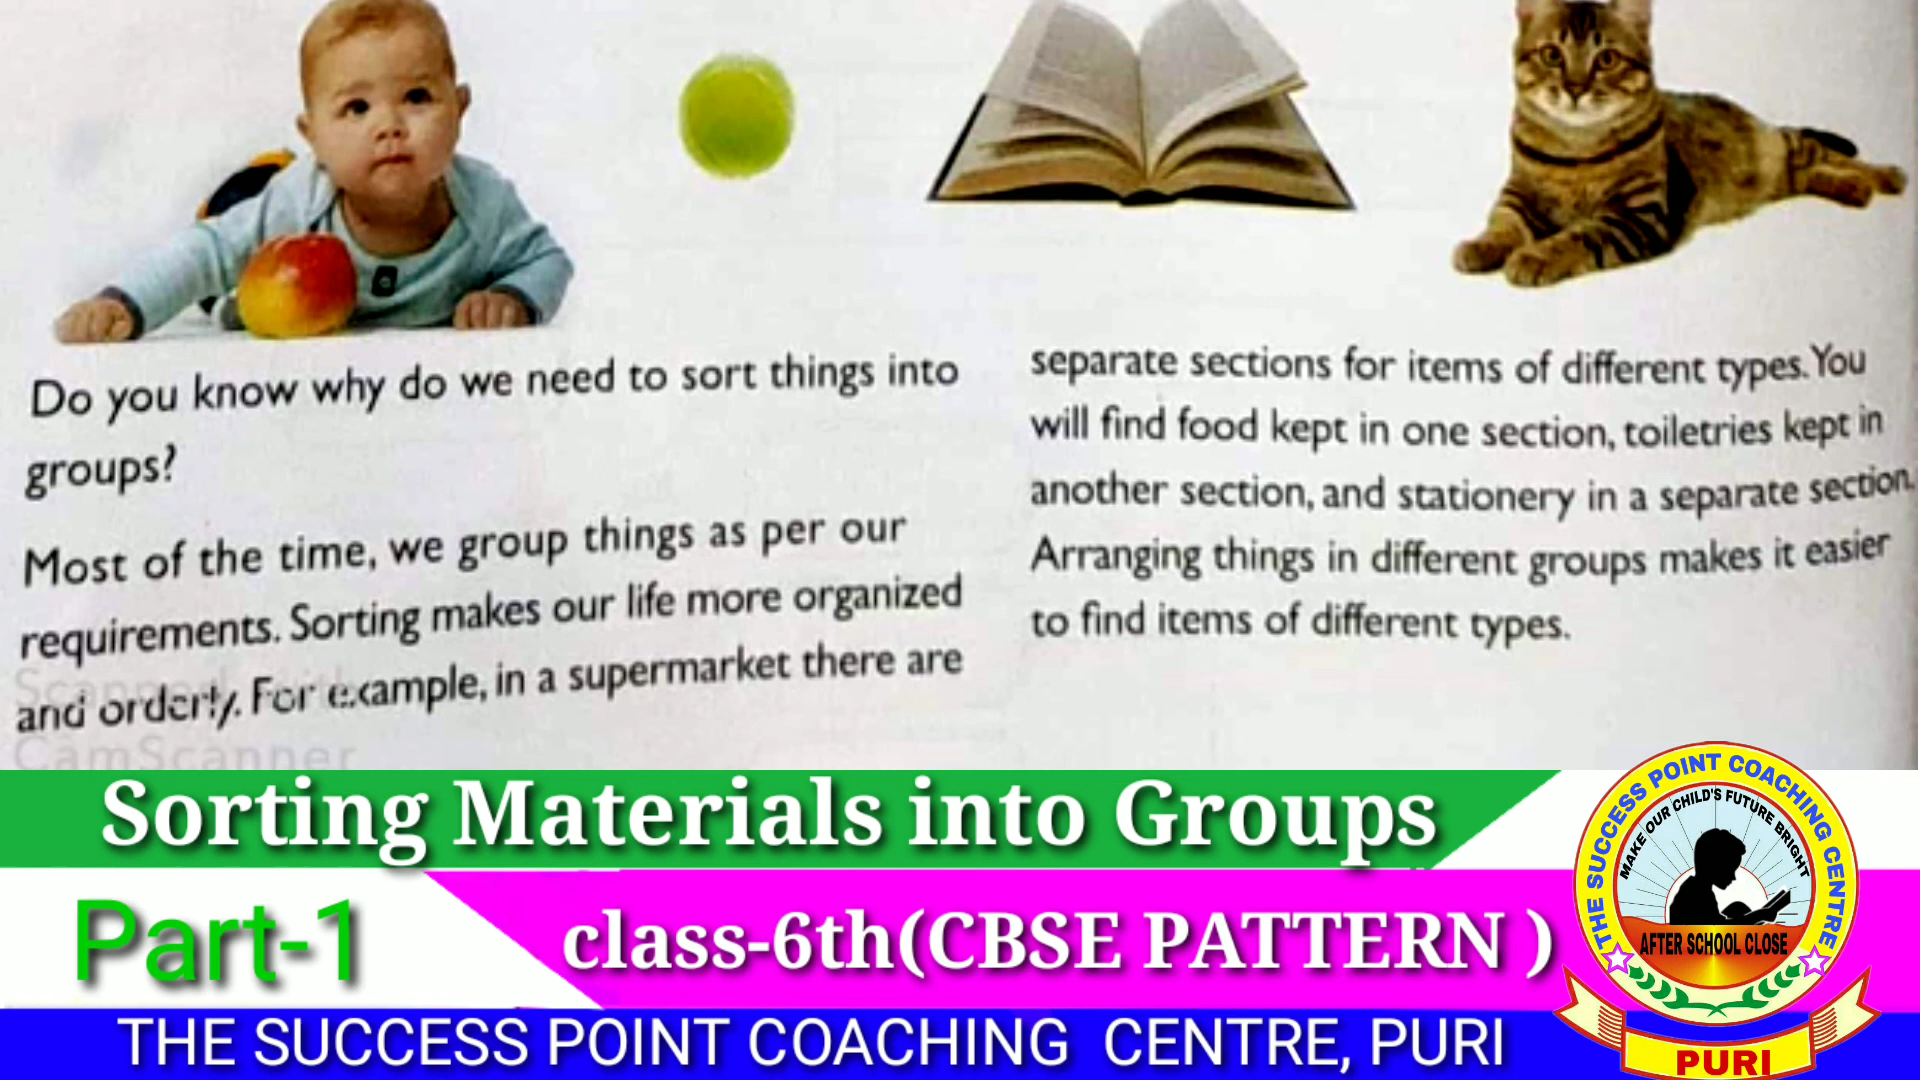 Do you know why do we need to sort things into
groups?
Most of the time, we group things as per our
requirements. Sorting makes our life more organized
and orderly. For example, in a supermarket there are
separate sections for items of different types. You
will find food kept in one section, toiletries kept in
another section, and stationery in a separate section.
Arranging things in different groups makes it easier
to find items of different types.
Scanned with
CamScanner
Sorting Materials into Groups
Part-1
class-6th(CBSE PATTERN )
THE SUCCESS POINT COACHING CENTRE, PURI
THE SUCCESS POINT COACHING CENTRE
MAKE OUR CHILD'S FUTURE BRIGHT
AFTER SCHOOL CLOSE
PURI